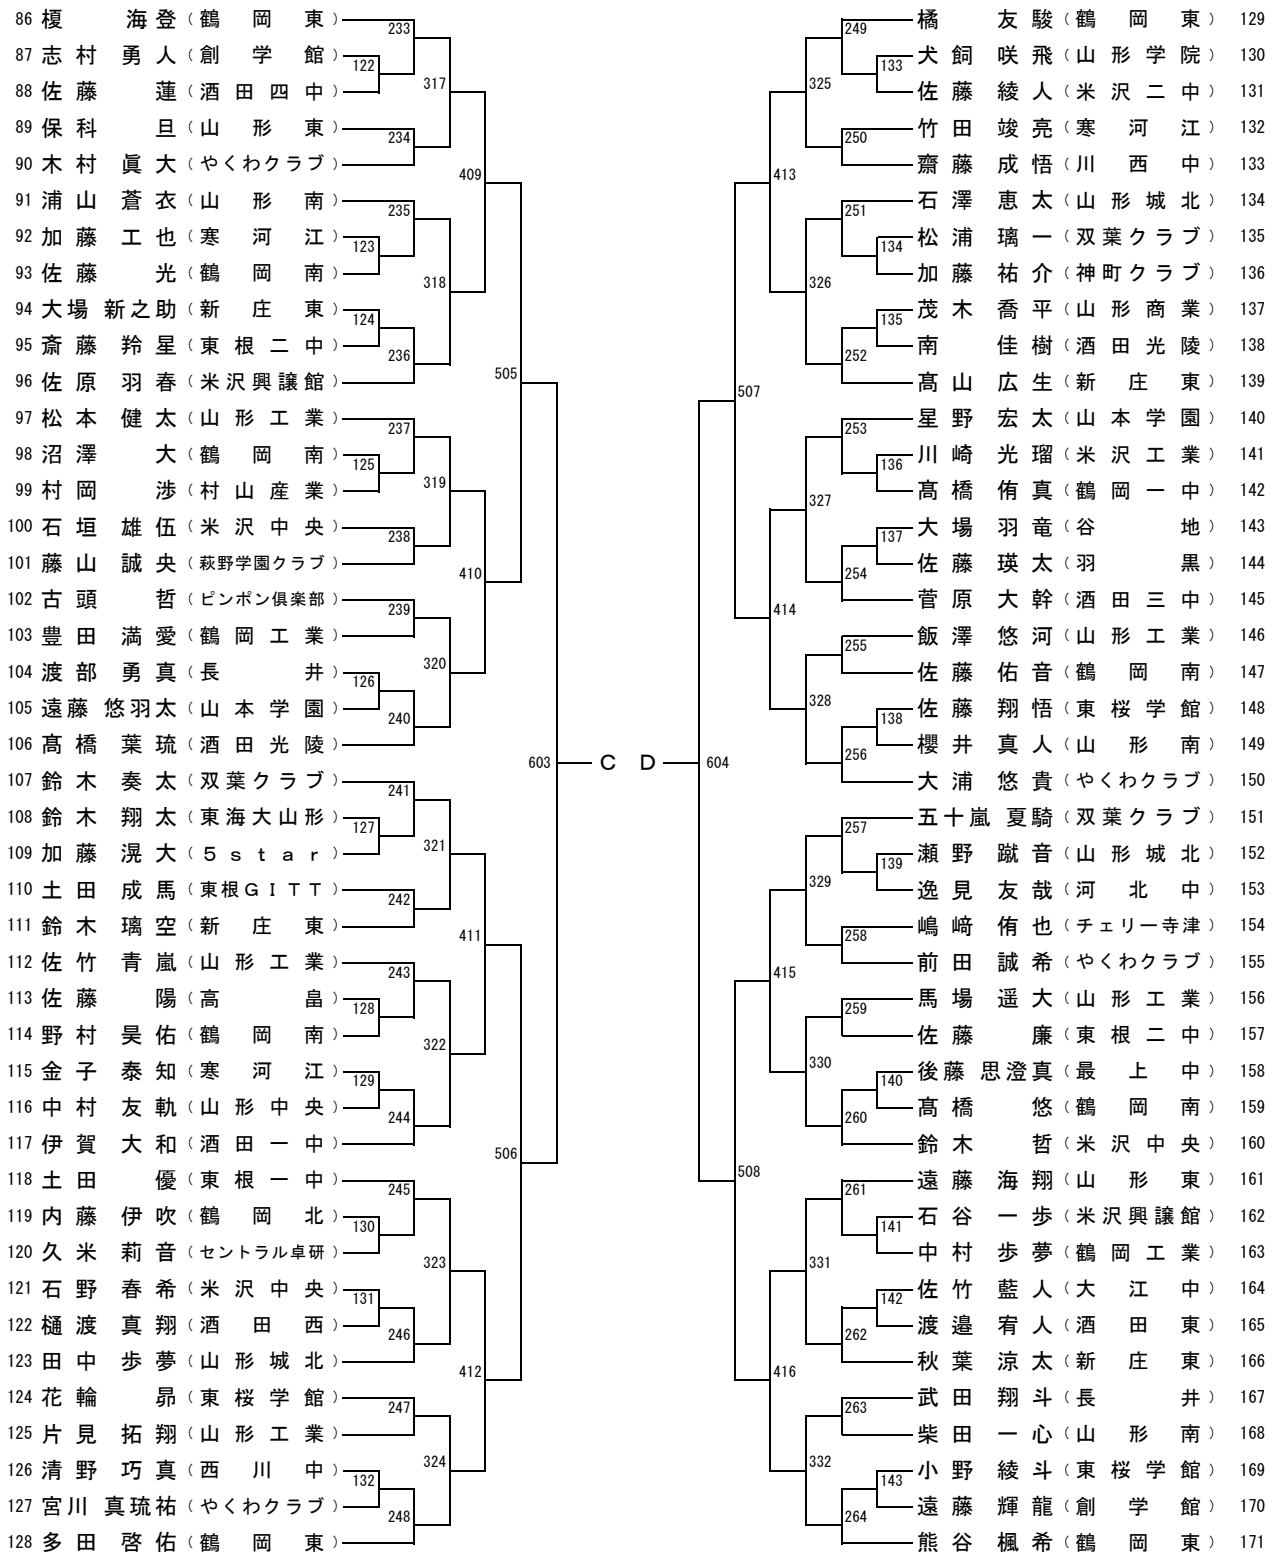 86 榎 海登（鶴岡東）
87 志村 勇人（創学館）
88 佐藤 蓮（酒田四中）
89 保科 旦（山形東）
90 木村 眞大（やくわクラブ）
91 浦山 蒼衣（山形南）
92 加藤 工也（寒河江）
93 佐藤 光（鶴岡南）
94 大場 新之助（新庄東）
95 斎藤 羚星（東根二中）
96 佐原 羽春（米沢興譲館）
97 松本 健太（山形工業）
98 沼澤 大（鶴岡南）
99 村岡 渉（村山産業）
100 石垣 雄伍（米沢中央）
101 藤山 誠央（萩野学園クラブ）
102 古頭 哲（ピンポン倶楽部）
103 豊田 満愛（鶴岡工業）
104 渡部 勇真（長井）
105 遠藤 悠羽太（山本学園）
106 髙橋 葉琉（酒田光陵）
107 鈴木 奏太（双葉クラブ）
108 鈴木 翔太（東海大山形）
109 加藤 滉大（5star）
110 土田 成馬（東根GITT）
111 鈴木 璃空（新庄東）
112 佐竹 青嵐（山形工業）
113 佐藤 陽（高畠）
114 野村 昊佑（鶴岡南）
115 金子 泰知（寒河江）
116 中村 友軌（山形中央）
117 伊賀 大和（酒田一中）
118 土田 優（東根一中）
119 内藤 伊吹（鶴岡北）
120 久米 莉音（セントラル卓研）
121 石野 春希（米沢中央）
122 樋渡 真翔（酒田西）
123 田中 歩夢（山形城北）
124 花輪 昴（東桜学館）
125 片見 拓翔（山形工業）
126 清野 巧真（西川中）
127 宮川 真琉祐（やくわクラブ）
128 多田 啓佑（鶴岡東）
122
123
124
125
126
127
128
129
130
131
132
233
234
235
236
237
238
239
240
241
242
243
244
245
246
247
248
317
318
319
320
321
322
323
324
409
410
411
412
505
506
603
C D
604
507
508
413
414
415
416
325
326
327
328
329
330
331
332
249
250
251
252
253
254
255
256
257
258
259
260
261
262
263
264
133
134
135
136
137
138
139
140
141
142
143
橘 友駿（鶴岡東） 129
犬飼 咲飛（山形学院） 130
佐藤 綾人（米沢二中） 131
竹田 竣亮（寒河江） 132
齋藤 成悟（川西中） 133
石澤 恵太（山形城北） 134
松浦 璃一（双葉クラブ） 135
加藤 祐介（神町クラブ） 136
茂木 喬平（山形商業） 137
南 佳樹（酒田光陵） 138
髙山 広生（新庄東） 139
星野 宏太（山本学園） 140
川崎 光瑠（米沢工業） 141
髙橋 侑真（鶴岡一中） 142
大場 羽竜（谷地） 143
佐藤 瑛太（羽黒） 144
菅原 大幹（酒田三中） 145
飯澤 悠河（山形工業） 146
佐藤 佑音（鶴岡南） 147
佐藤 翔悟（東桜学館） 148
櫻井 真人（山形南） 149
大浦 悠貴（やくわクラブ） 150
五十嵐 夏騎（双葉クラブ） 151
瀬野 蹴音（山形城北） 152
逸見 友哉（河北中） 153
嶋﨑 侑也（チェリー寺津） 154
前田 誠希（やくわクラブ） 155
馬場 遥大（山形工業） 156
佐藤 廉（東根二中） 157
後藤 思澄真（最上中） 158
髙橋 悠（鶴岡南） 159
鈴木 哲（米沢中央） 160
遠藤 海翔（山形東） 161
石谷 一歩（米沢興譲館） 162
中村 歩夢（鶴岡工業） 163
佐竹 藍人（大江中） 164
渡邉 宥人（酒田東） 165
秋葉 涼太（新庄東） 166
武田 翔斗（長井） 167
柴田 一心（山形南） 168
小野 綾斗（東桜学館） 169
遠藤 輝龍（創学館） 170
熊谷 楓希（鶴岡東） 171